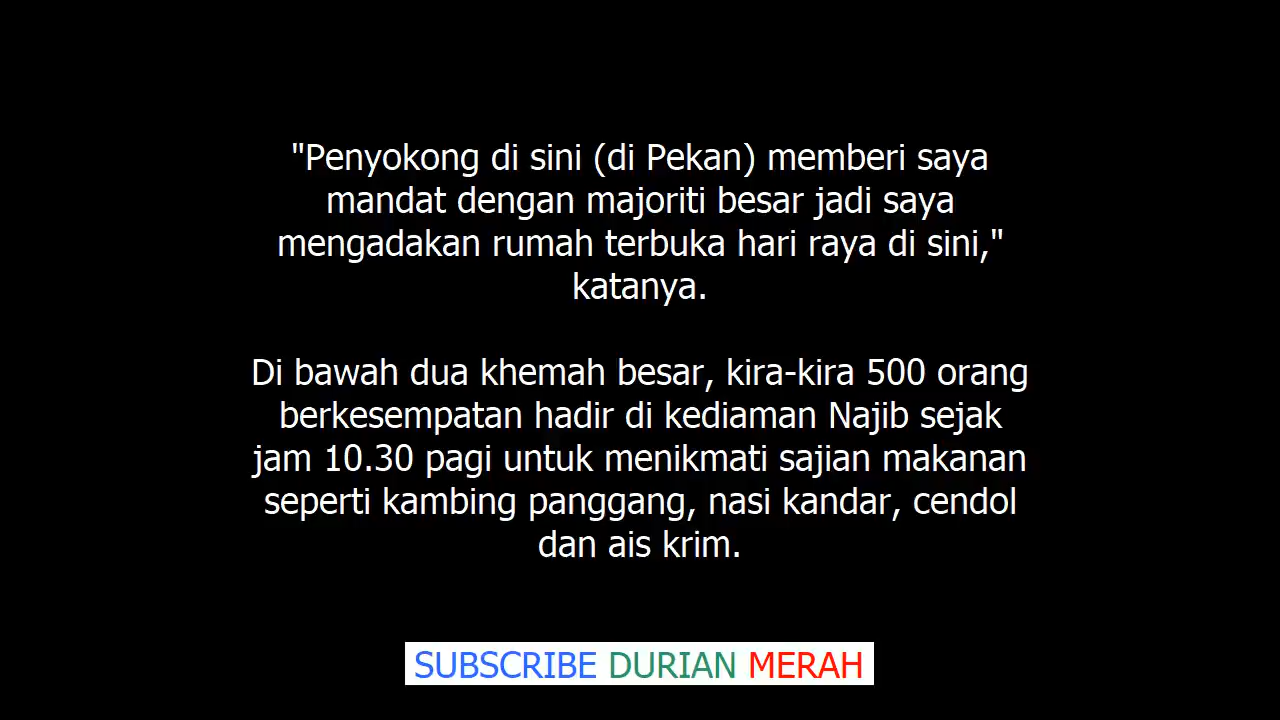 "Penyokong di sini (di Pekan) memberi saya
mandat dengan majoriti besar jadi saya
mengadakan rumah terbuka hari raya di sini,"
katanya.
Di bawah dua khemah besar, kira-kira 500 orang
berkesempatan hadir di kediaman Najib sejak
jam 10.30 pagi untuk menikmati sajian makanan
seperti kambing panggang, nasi kandar, cendol
dan ais krim.
SUBSCRIBE DURIAN MERAH